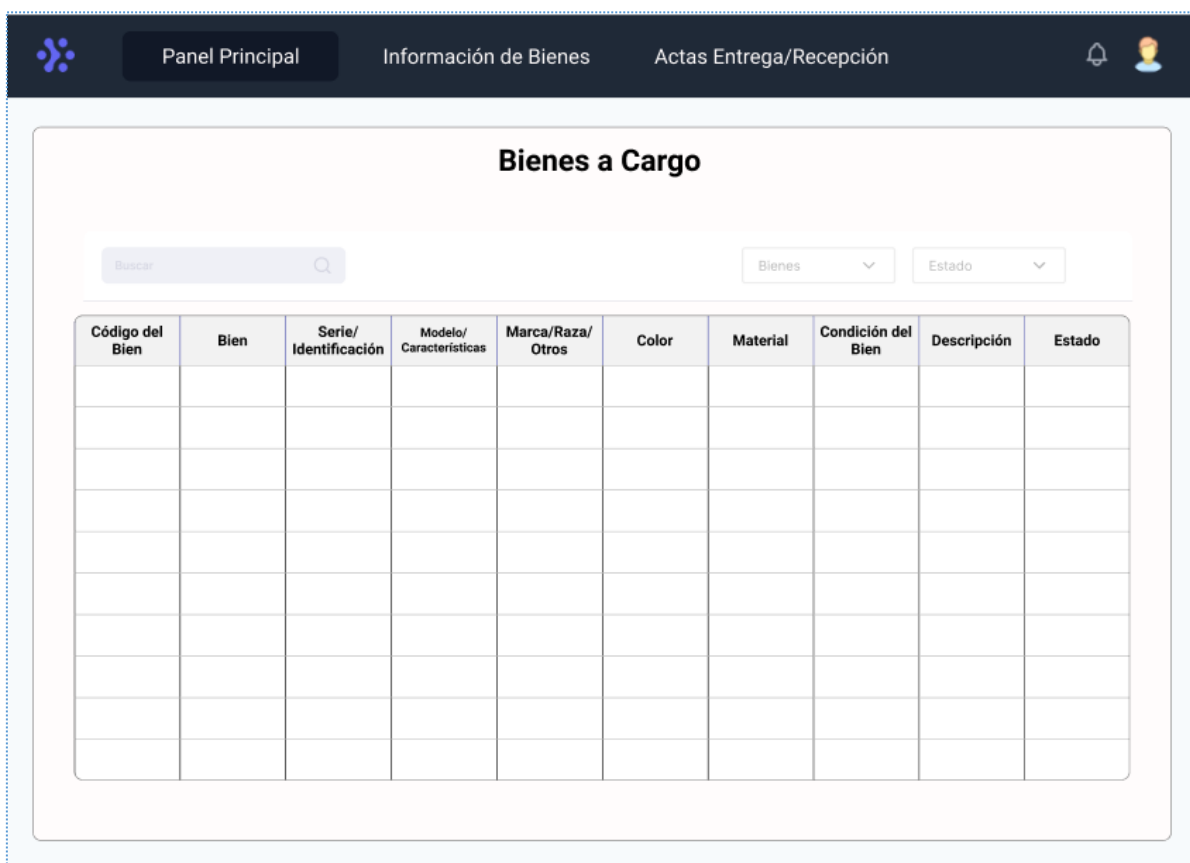 Panel Principal
Información de Bienes
Actas Entrega/Recepción
Bienes a Cargo
Buscar
Bienes
Estado
Código del
Bien
Bien
Serie/
Identificación
Modelo/
Características
Marca/Raza/
Otros
Color
Material
Condición del
Bien
Descripción
Estado